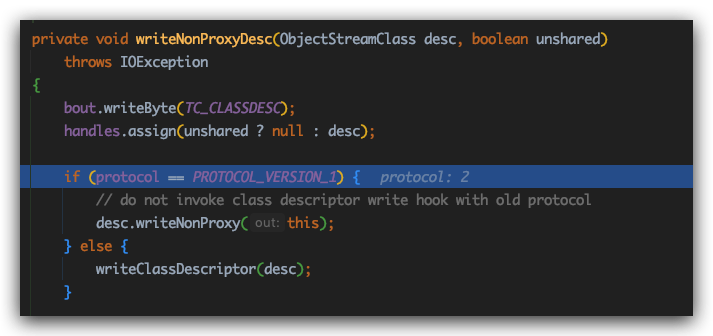 private void writeNonProxyDesc(ObjectStreamClass desc, boolean unshared)
    throws IOException
{
    bout.writeByte(TC_CLASSDESC);
    handles.assign(unshared ? null : desc);
    if (protocol == PROTOCOL_VERSION_1) {   protocol: 2
        // do not invoke class descriptor write hook with old protocol
        desc.writeNonProxy( out: this);
    } else {
        writeClassDescriptor(desc);
    }